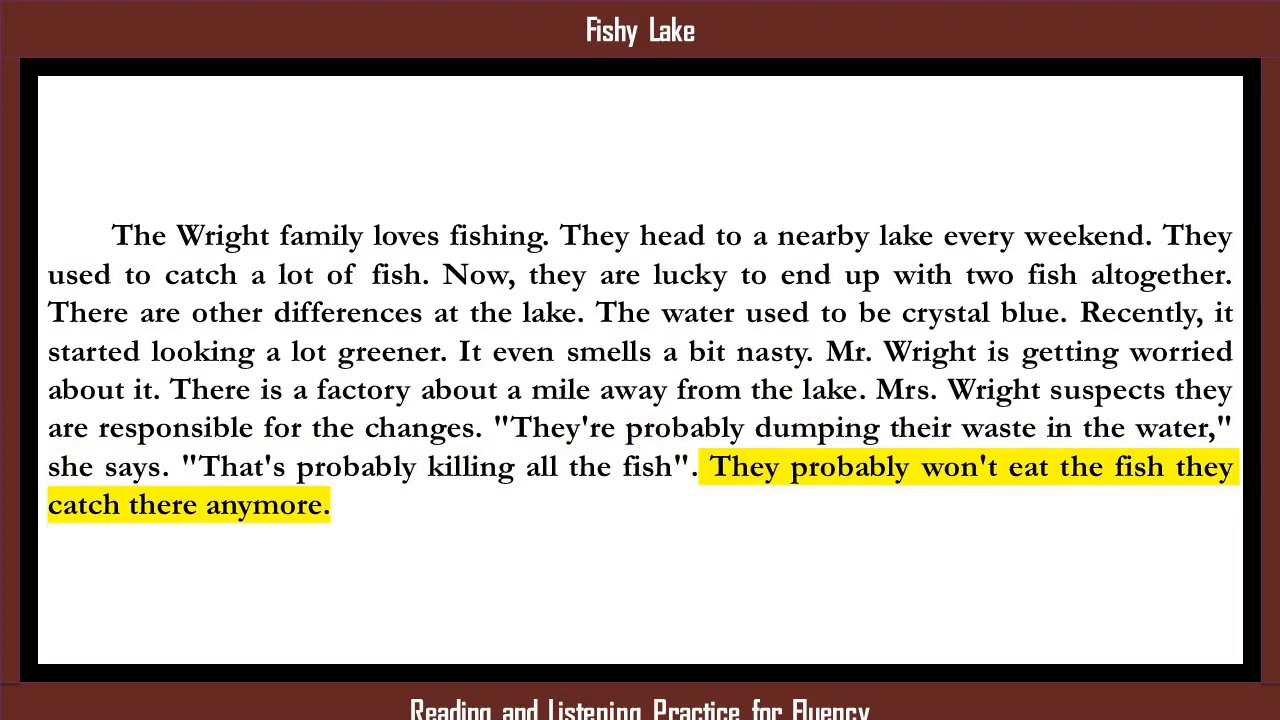 Fishy Lake
The Wright family loves fishing. They head to a nearby lake every weekend. They
used to catch a lot of fish. Now, they are lucky to end up with two fish altogether.
There are other differences at the lake. The water used to be crystal blue. Recently, it
started looking a lot greener. It even smells a bit nasty. Mr. Wright is getting worried
about it. There is a factory about a mile away from the lake. Mrs. Wright suspects they
are responsible for the changes. "They're probably dumping their waste in the water,"
she says. "That's probably killing all the fish". They probably won't eat the fish they
catch there anymore.
Reading and Listening Practice for Fluency